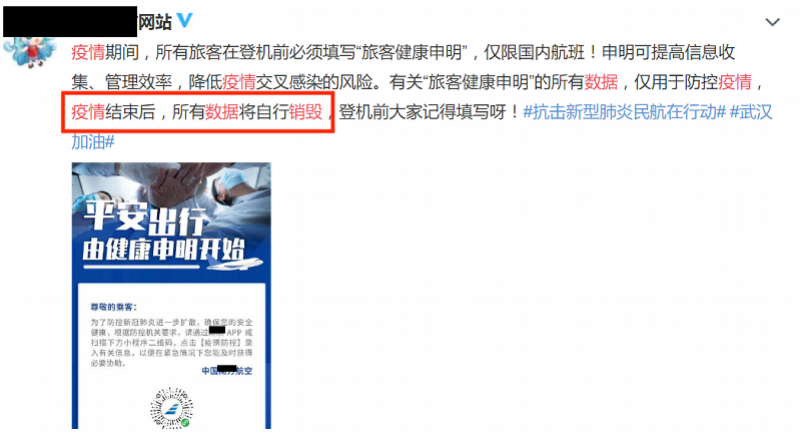 网站
疫情期间，所有旅客在登机前必须填写“旅客健康申明”，仅限国内航班！申明可提高信息收
集、管理效率，降低疫情交叉感染的风险。有关“旅客健康申明”的所有数据，仅用于防控疫情，
疫情结束后，所有数据将自行销毁，登机前大家记得填写呀！#抗击新型肺炎民航在行动# #武汉
加油#
平安出行
由健康申明开始
尊敬的乘客：
为了防控新冠肺炎进一步扩散，确保您的安全
健康，根据防控机关要求，请通过 APP 或
扫描下方小程序二维码，点击【疫情防控】录
入有关信息，以便在紧急情况下您能及时获得
必要协助。
中国 航空